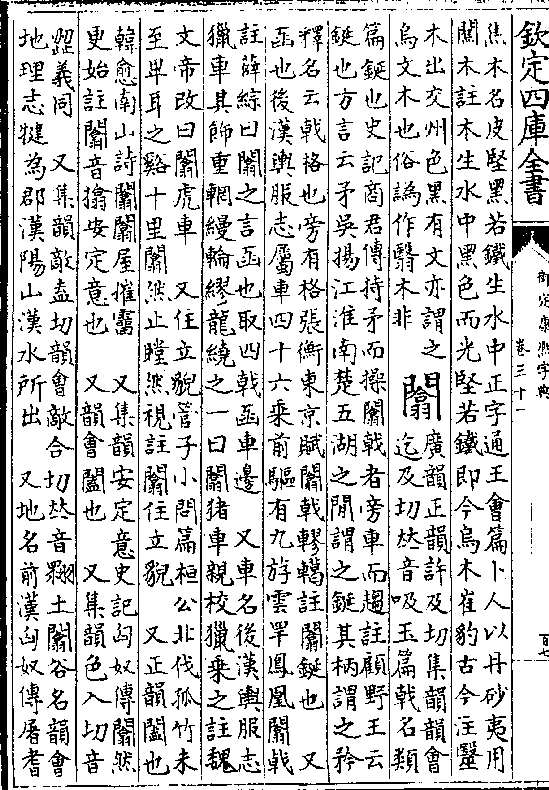 欽定四庫全書
御定康熙字典
卷三十一
百七
焦木名皮堅黑若鐵生水中正字通王會篇卜人以丹砂夷用
闟木註木生水中黑色而光堅若鐵即今烏木崔豹古今注翳
木出交州色黑有文亦謂之
烏文木也俗譌作翳木非
闟
廣韻正韻許及切集韻韻會
迄及切𠀤音吸玉篇戟名類
篇鋋也史記商君傳持矛而操闟戟者旁車而趨註顧野王云
鋋也方言云矛吳揚江淮南楚五湖之閒謂之鋋其柄謂之矜
釋名云戟格也旁有格張衡東京賦闟戟轇轕註闟鋋也　又
函也後漢輿服志屬車四十六乘前驅有九斿雲罕鳳凰闟戟
註薛綜曰闟之言函也取四戟函車邊　又車名後漢輿服志
獵車其飾重輞縵輪繆龍繞之一曰闟猪車親校獵乘之註魏
文帝改曰闟虎車　又住立貌管子小問篇桓公北伐孤竹未
至𤰞耳之谿十里闟然止瞠然視註闟住立貌　又正韻闔也
韓愈南山詩闟闟屋摧霤　又集韻安定意史記匈奴傳闟然
更始註闟音搨安定意也　又韻會闔也　又集韻色入切音
澀義同　又集韻敵盍切韻會敵合切𠀤音䎓土闟谷名韻會
地理志犍為郡漢陽山漢水所出　又地名前漢匈奴傳屠耆